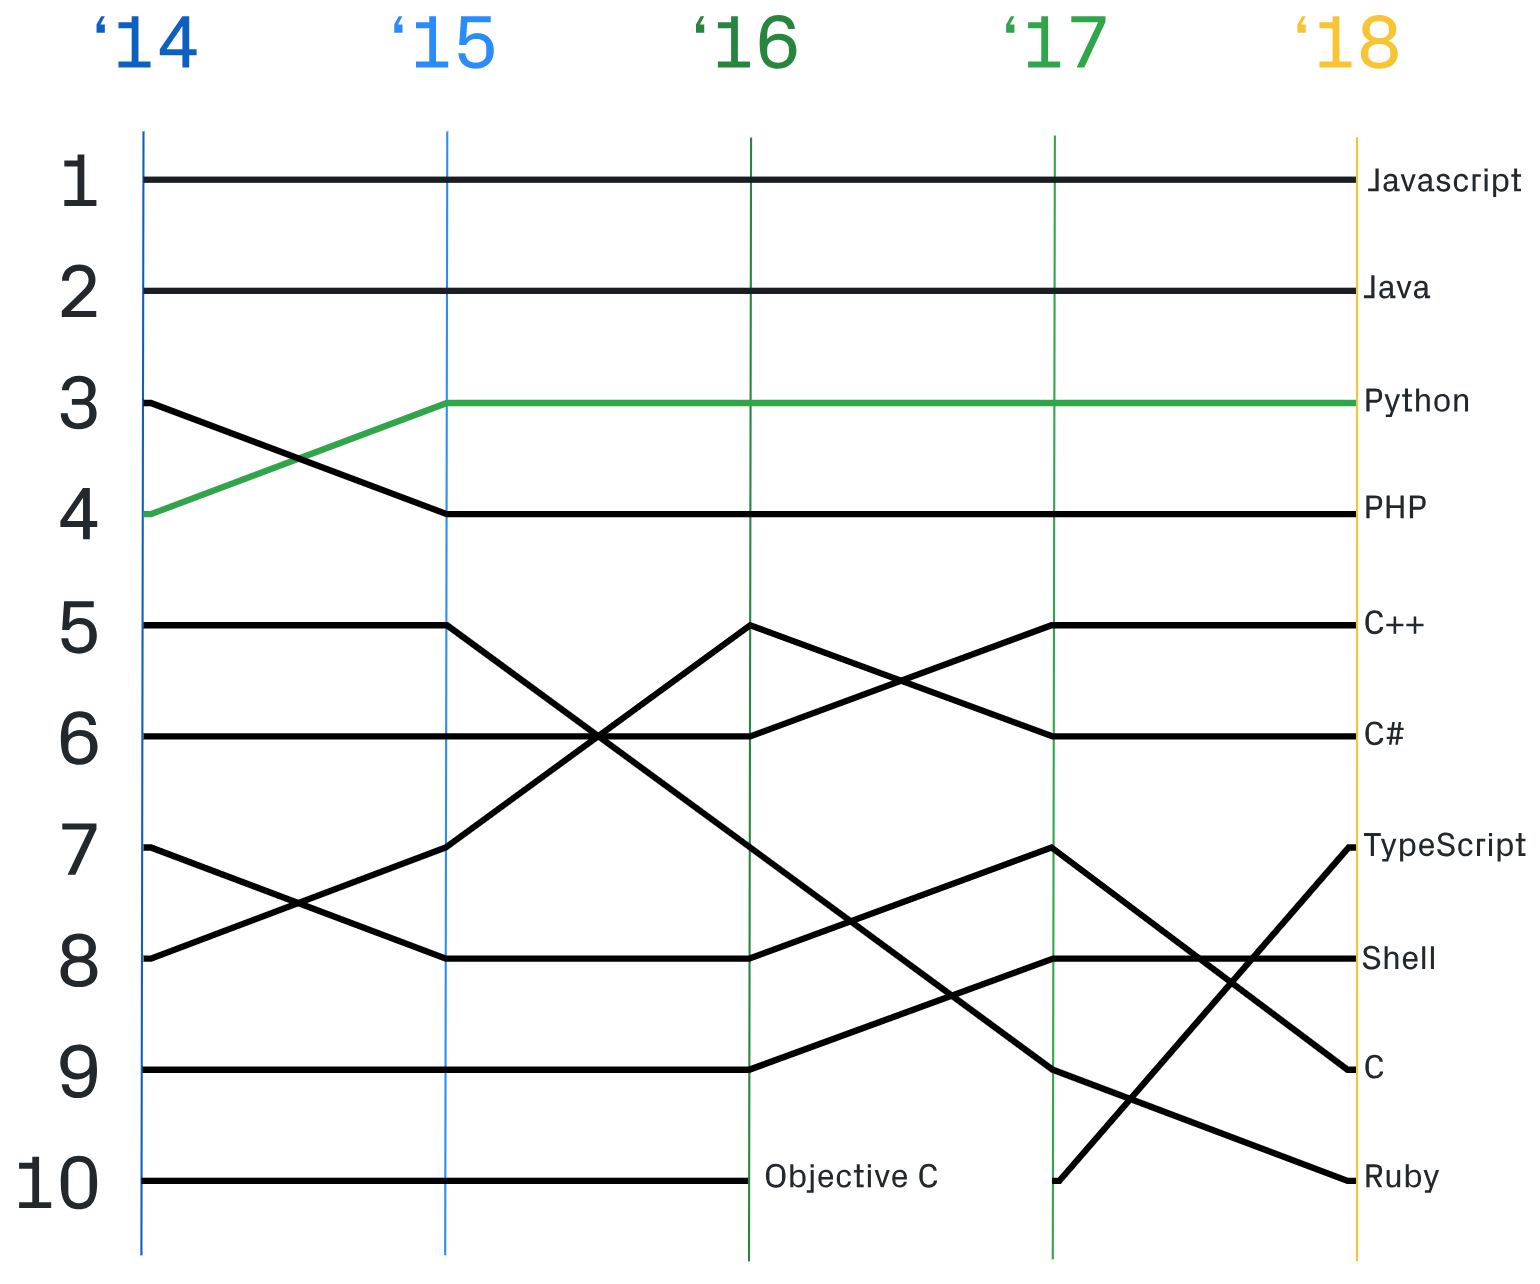 ‘14 ‘15 ‘16 ‘17 ‘18
1 Javascript
2 Java
3 Python
4 PHP
5 C++
6 C#
7 TypeScript
8 Shell
9 C
10 Objective C Ruby